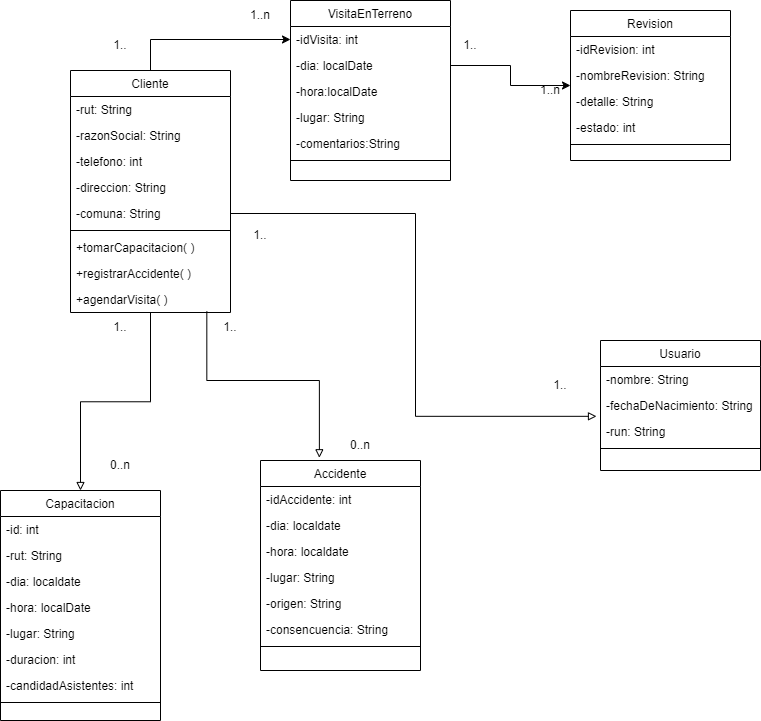 VisitaEnTerreno
-idVisita: int
-dia: localDate
-hora:localDate
-lugar: String
-comentarios:String
Revision
-idRevision: int
-nombreRevision: String
-detalle: String
-estado: int
1..n
1..
1..
1..n
Cliente
-rut: String
-razonSocial: String
-telefono: int
-direccion: String
-comuna: String
+tomarCapacitacion( )
+registrarAccidente( )
+agendarVisita( )
1..
1..
1..
1..
Usuario
-nombre: String
-fechaDeNacimiento: String
-run: String
0..n
0..n
Accidente
-idAccidente: int
-dia: localdate
-hora: localdate
-lugar: String
-origen: String
-consencuencia: String
Capacitacion
-id: int
-rut: String
-dia: localdate
-hora: localDate
-lugar: String
-duracion: int
-candidadAsistentes: int